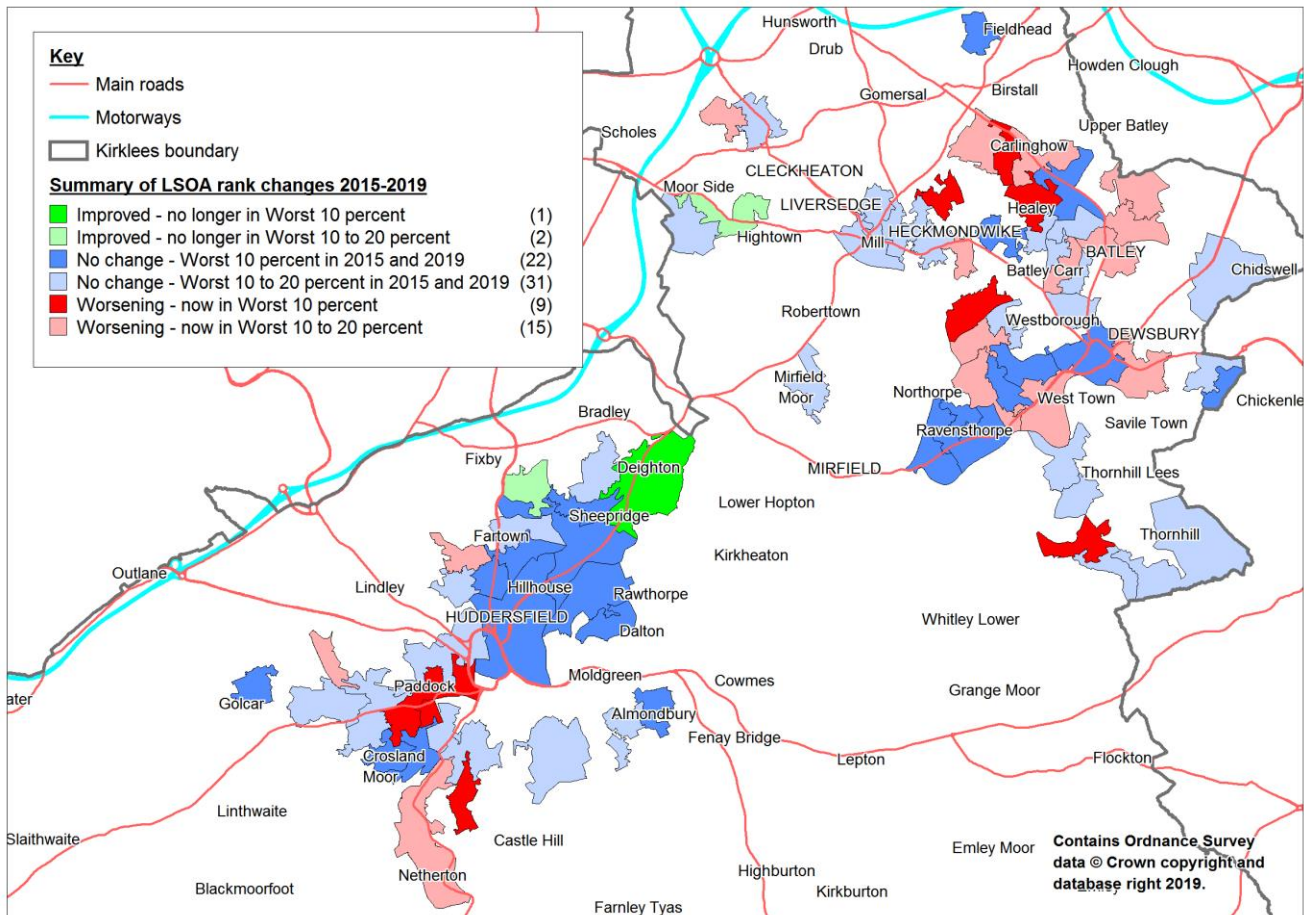 Key
Main roads
Motorways
Kirklees boundary
Summary of LSOA rank changes 2015-2019
Improved - no longer in Worst 10 percent (1)
Improved - no longer in Worst 10 to 20 percent (2)
No change - Worst 10 percent in 2015 and 2019 (22)
No change - Worst 10 to 20 percent in 2015 and 2019 (31)
Worsening - now in Worst 10 percent (9)
Worsening - now in Worst 10 to 20 percent (15)
Hunsworth
Fieldhead
Drub
Howden Clough
Gomersal
Birstall
Scholes
Upper Batley
Carlinghow
CLECKHEATON
Moor Side
LIVERSEDGE
Healey
Hightown
Mill
HECKMONDWIKE
BATLEY
Batley Carr
Chidswell
Roberttown
Westborough
DEWSBURY
Mirfield
Moor
Northorpe
West Town
Chickenle
Bradley
Ravensthorpe
Savile Town
Fixby
Deighton
MIRFIELD
Thornhill Lees
Lower Hopton
Sheepridge
Fartown
Thornhill
Kirkheaton
Outlane
Lindley
Hillhouse
Rawthorpe
HUDDERSFIELD
Whitley Lower
Dalton
Paddock
Moldgreen
Cowmes
Grange Moor
ater
Golcar
Almondbury
Fenay Bridge
Crosland
Moor
Lepton
Flockton
Linthwaite
Slaithwaite
Castle Hill
Emley Moor
Contains Ordnance Survey
data © Crown copyright and
database right 2019.
Netherton
Highburton
Blackmoorfoot
Kirkburton
Farnley Tyas